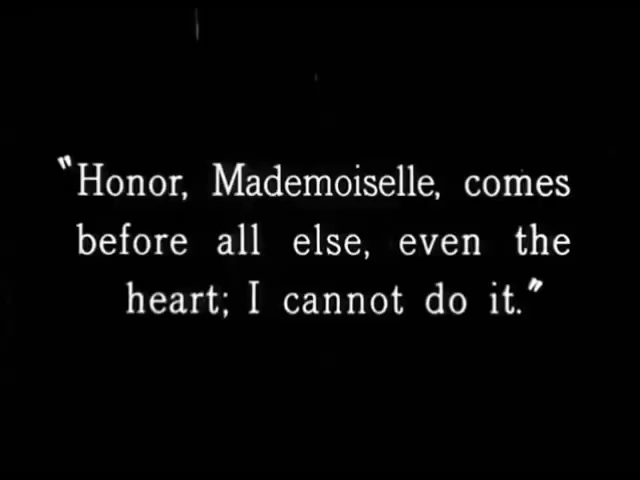 "Honor, Mademoiselle, comes
before all else, even the
heart; I cannot do it."